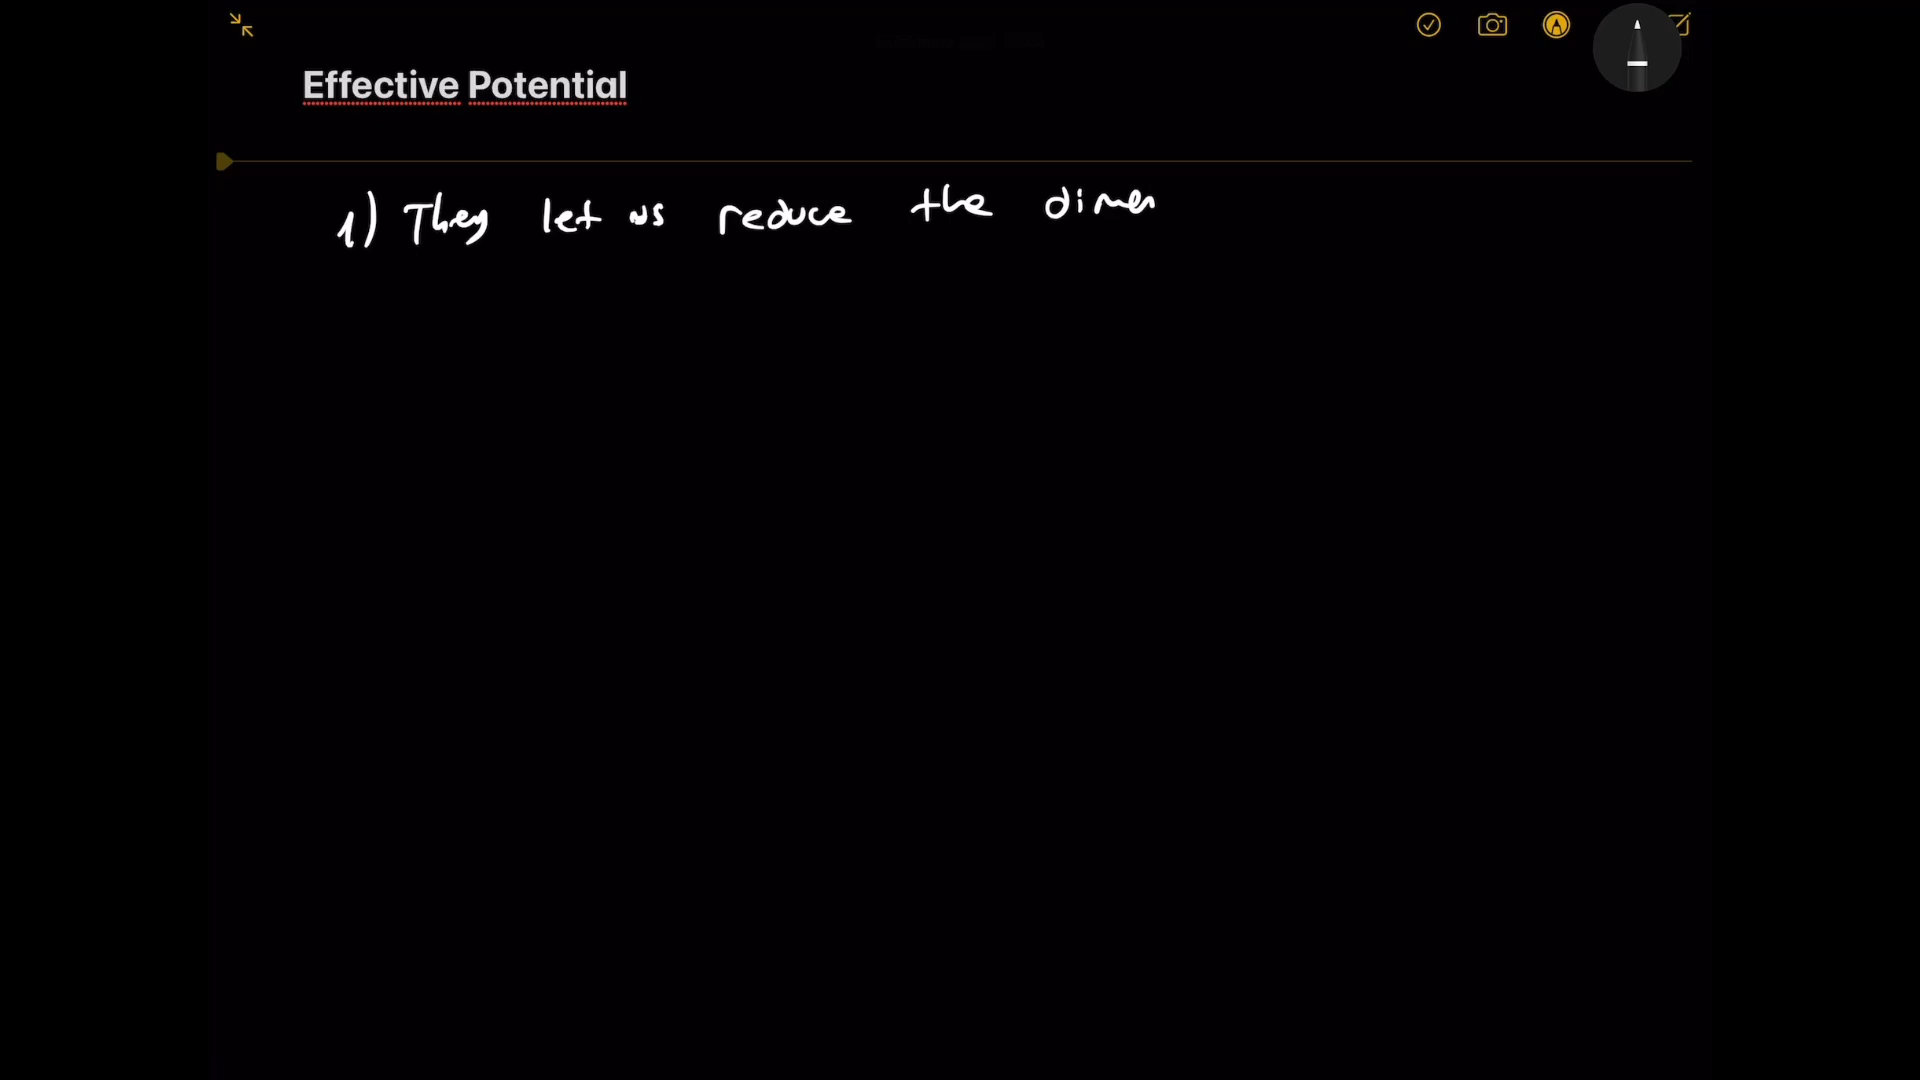 Effective Potential
1) They let us reduce the dimen